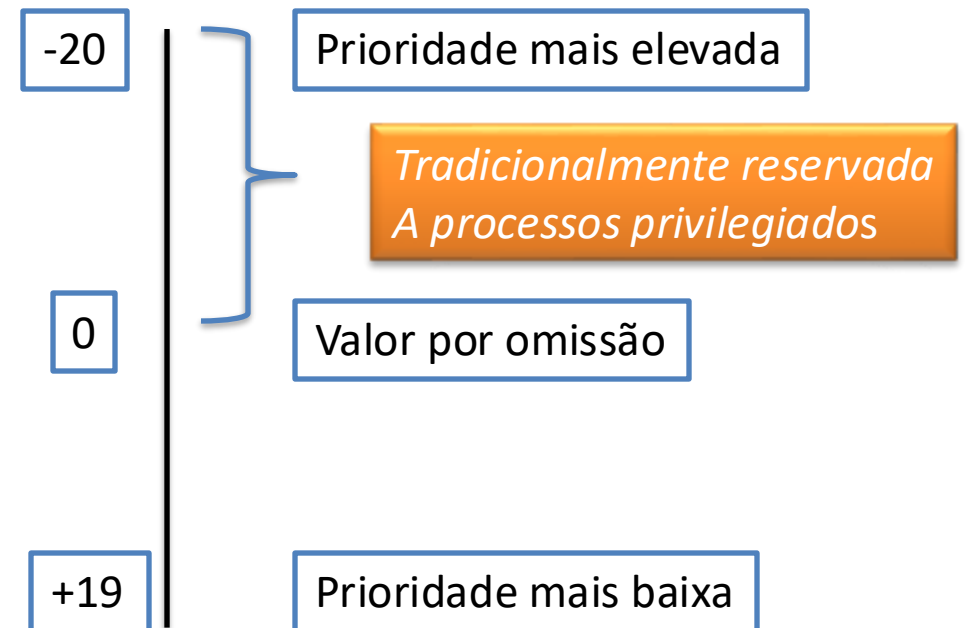 -20
Prioridade mais elevada
Tradicionalmente reservada
A processos privilegiados
0
Valor por omissão
+19
Prioridade mais baixa